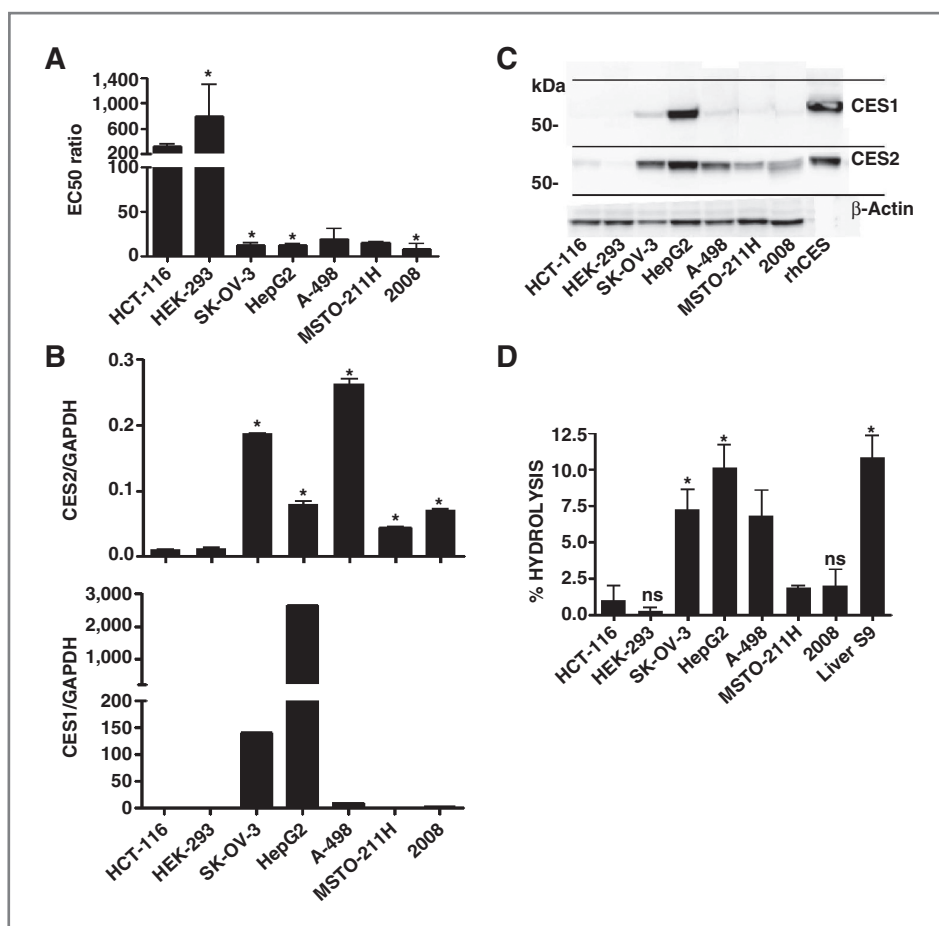 A
EC50 ratio
1,400
1,000
600
200
100
50
0
*
*
*
*
HCT-116
HEK-293
SK-OV-3
HepG2
A-498
MSTO-211H
2008
B
CES2/GAPDH
0.3
0.2
0.1
0.0
*
*
*
*
*
CES1/GAPDH
3,000
2,000
1,000
200
150
100
50
0
HCT-116
HEK-293
SK-OV-3
HepG2
A-498
MSTO-211H
2008
C
kDa
50-
CES1
50-
CES2
β-Actin
HCT-116
HEK-293
SK-OV-3
HepG2
A-498
MSTO-211H
2008
rhCES
D
% HYDROLYSIS
12.5
10.0
7.5
5.0
2.5
0.0
ns
*
*
ns
*
HCT-116
HEK-293
SK-OV-3
HepG2
A-498
MSTO-211H
2008
Liver S9